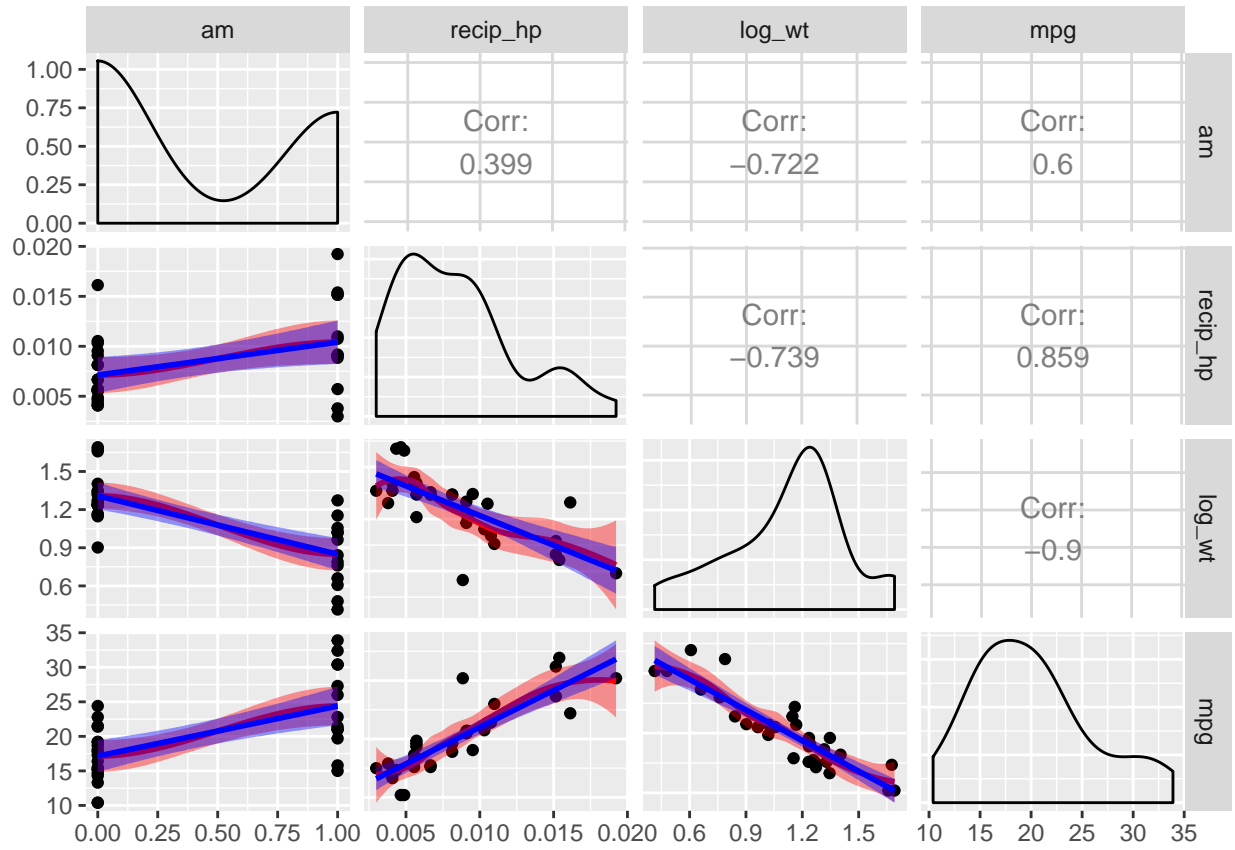 am recip_hp log_wt mpg
1.00
0.75
0.50
0.25
0.00
Corr:
0.399
Corr:
−0.722
Corr:
0.6
am
0.020
0.015
0.010
0.005
Corr:
−0.739
Corr:
0.859
recip_hp
1.5
1.2
0.9
0.6
Corr:
−0.9
log_wt
35
30
25
20
15
10
mpg
0.00 0.25 0.50 0.75 1.00 0.005 0.010 0.015 0.020 0.6 0.9 1.2 1.5 10 15 20 25 30 35